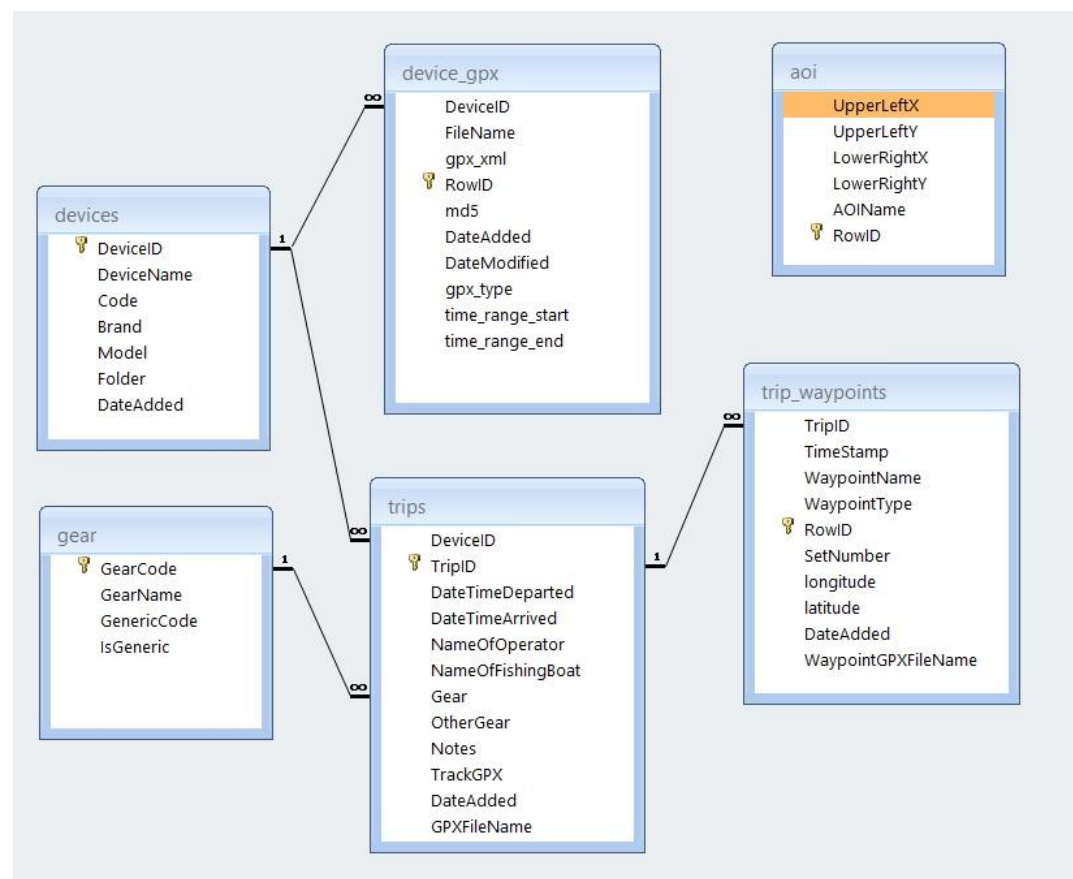 device_gpx
DeviceID
FileName
gpx_xml
RowID
md5
DateAdded
DateModified
gpx_type
time_range_start
time_range_end
aoi
UpperLeftX
UpperLeftY
LowerRightX
LowerRightY
AOIName
RowID
devices
DeviceID
DeviceName
Code
Brand
Model
Folder
DateAdded
trip_waypoints
TripID
TimeStamp
WaypointName
WaypointType
RowID
SetNumber
longitude
latitude
DateAdded
WaypointGPXFileName
gear
GearCode
GearName
GenericCode
IsGeneric
trips
DeviceID
TripID
DateTimeDeparted
DateTimeArrived
NameOfOperator
NameOfFishingBoat
Gear
OtherGear
Notes
TrackGPX
DateAdded
GPXFileName
1
∞
∞
1
∞
1
∞